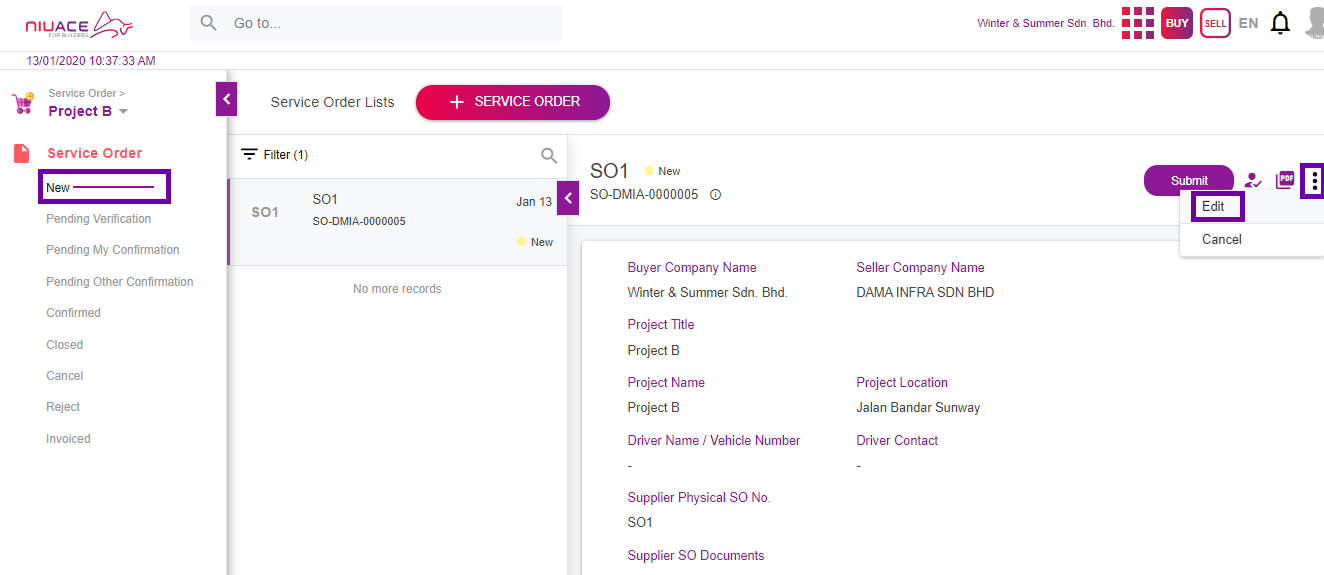 NIUACE
FOR BUILDERS
Go to...
Winter & Summer Sdn. Bhd.
BUY
SELL
EN
13/01/2020 10:37:33 AM
Service Order >
Project B
Service Order
New
Pending Verification
Pending My Confirmation
Pending Other Confirmation
Confirmed
Closed
Cancel
Reject
Invoiced
Service Order Lists
+ SERVICE ORDER
Filter (1)
SO1
SO1
SO-DMIA-0000005
Jan 13
New
No more records
SO1
New
SO-DMIA-0000005
Submit
PDF
Edit
Cancel
Buyer Company Name
Seller Company Name
Winter & Summer Sdn. Bhd.
DAMA INFRA SDN BHD
Project Title
Project B
Project Name
Project Location
Project B
Jalan Bandar Sunway
Driver Name / Vehicle Number
Driver Contact
-
-
Supplier Physical SO No.
SO1
Supplier SO Documents